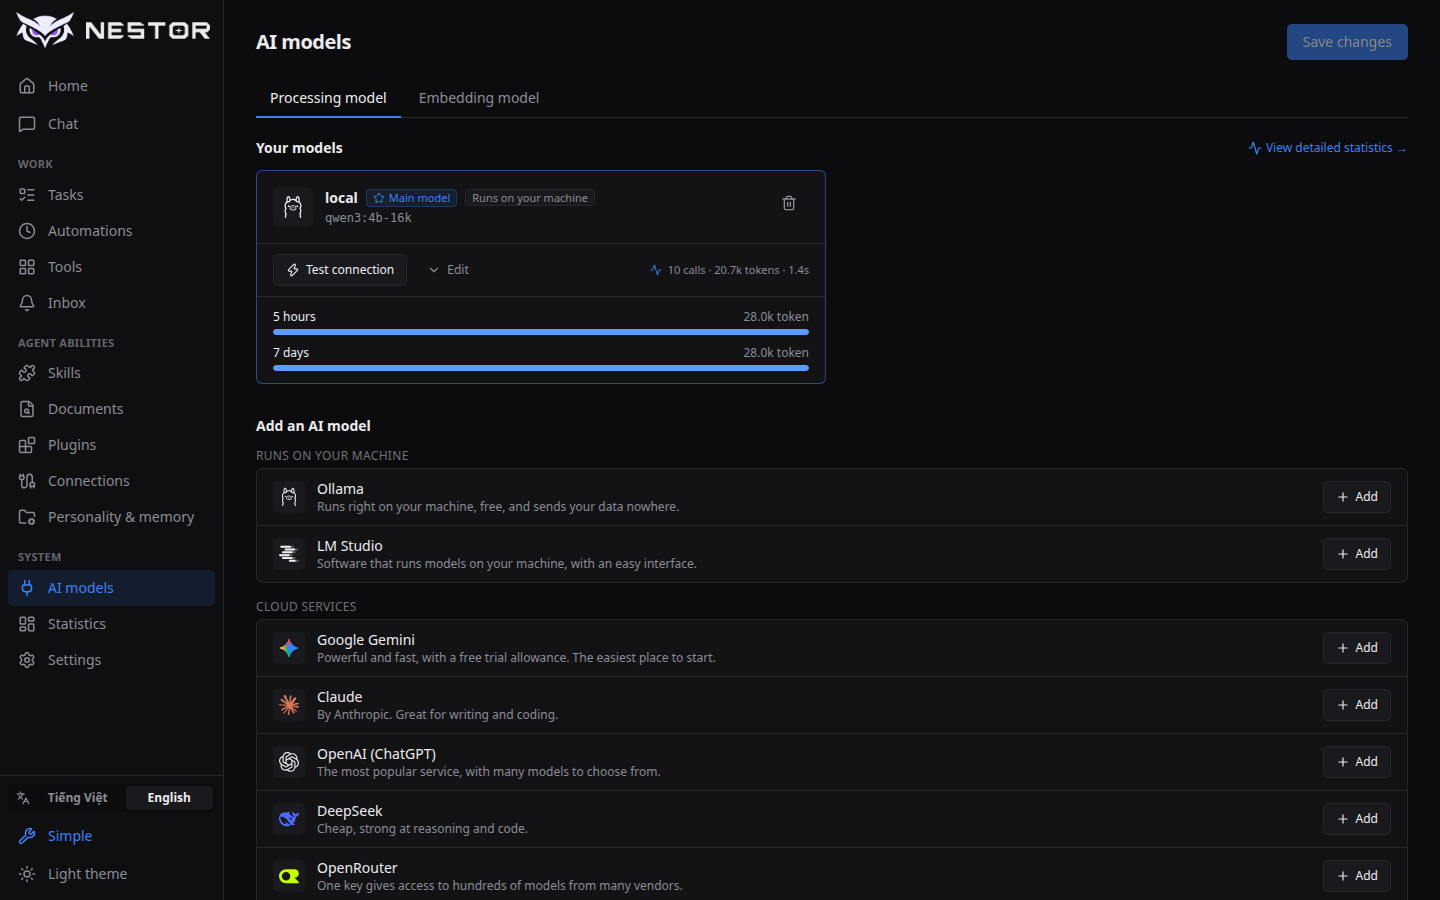 NESTOR
Home
Chat
WORK
Tasks
Automations
Tools
Inbox
AGENT ABILITIES
Skills
Documents
Plugins
Connections
Personality & memory
SYSTEM
AI models
Statistics
Settings
Tiếng Việt English
Simple
Light theme
AI models
Save changes
Processing model Embedding model
Your models
View detailed statistics →
local Main model Runs on your machine
qwen3:4b-16k
Test connection Edit 10 calls · 20.7k tokens · 1.4s
5 hours 28.0k token
7 days 28.0k token
Add an AI model
RUNS ON YOUR MACHINE
Ollama
Runs right on your machine, free, and sends your data nowhere.
+ Add
LM Studio
Software that runs models on your machine, with an easy interface.
+ Add
CLOUD SERVICES
Google Gemini
Powerful and fast, with a free trial allowance. The easiest place to start.
+ Add
Claude
By Anthropic. Great for writing and coding.
+ Add
OpenAI (ChatGPT)
The most popular service, with many models to choose from.
+ Add
DeepSeek
Cheap, strong at reasoning and code.
+ Add
OpenRouter
One key gives access to hundreds of models from many vendors.
+ Add